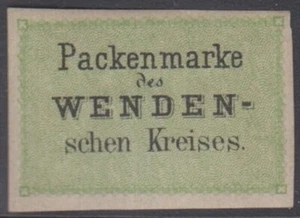 Packenmarke
des
WENDEN-
schen Kreises.